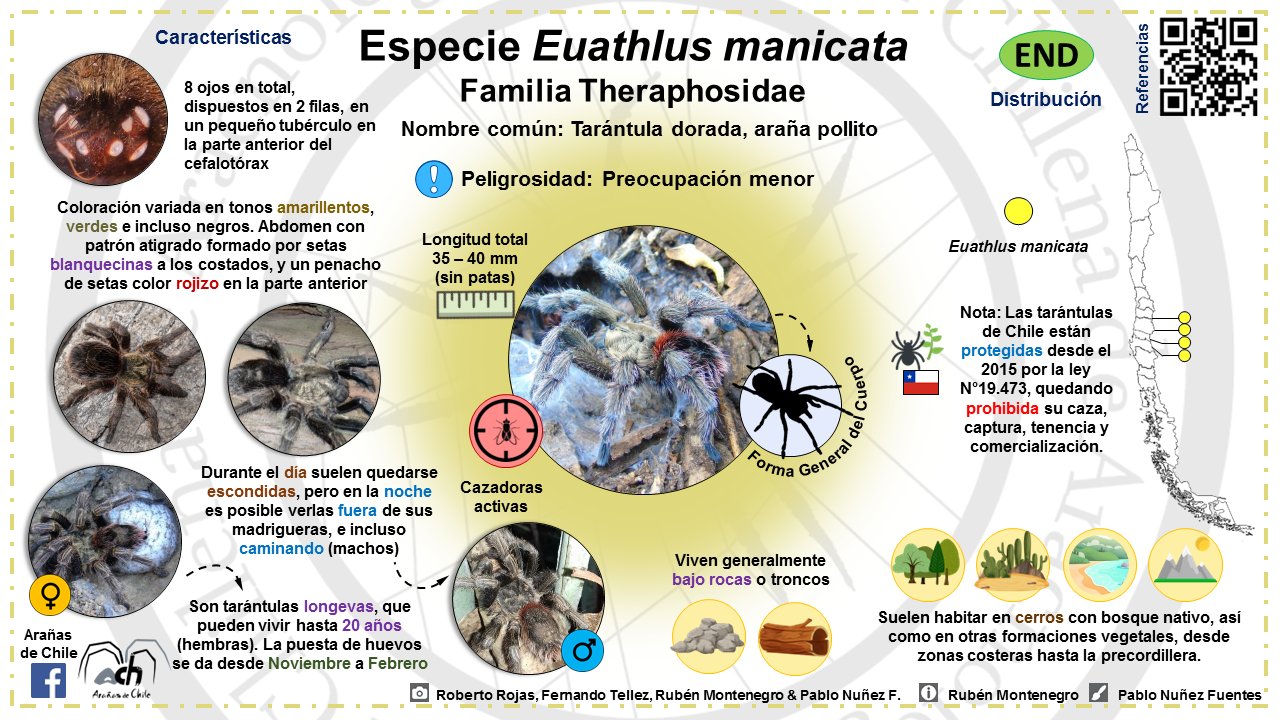 Especie Euathlus manicata
Familia Theraphosidae
Nombre común: Tarántula dorada, araña pollito
Peligrosidad: Preocupación menor
Características
8 ojos en total,
dispuestos en 2 filas, en
un pequeño tubérculo en
la parte anterior del
cefalotórax
Coloración variada en tonos amarillentos,
verdes e incluso negros. Abdomen con
patrón atigrado formado por setas
blanquecinas a los costados, y un penacho
de setas color rojizo en la parte anterior
Longitud total
35 – 40 mm
(sin patas)
Forma General del Cuerpo
Cazadoras
activas
Durante el día suelen quedarse
escondidas, pero en la noche
es posible verlas fuera de sus
madrigueras, e incluso
caminando (machos)
Son tarántulas longevas, que
pueden vivir hasta 20 años
(hembras). La puesta de huevos
se da desde Noviembre a Febrero
Arañas
de Chile
ach
Arañas de Chile
Viven generalmente
bajo rocas o troncos
END
Distribución
Referencias
Euathlus manicata
Nota: Las tarántulas
de Chile están
protegidas desde el
2015 por la ley
N°19.473, quedando
prohibida su caza,
captura, tenencia y
comercialización.
Suelen habitar en cerros con bosque nativo, así
como en otras formaciones vegetales, desde
zonas costeras hasta la precordillera.
Roberto Rojas, Fernando Tellez, Rubén Montenegro & Pablo Nuñez F.
Rubén Montenegro
Pablo Nuñez Fuentes